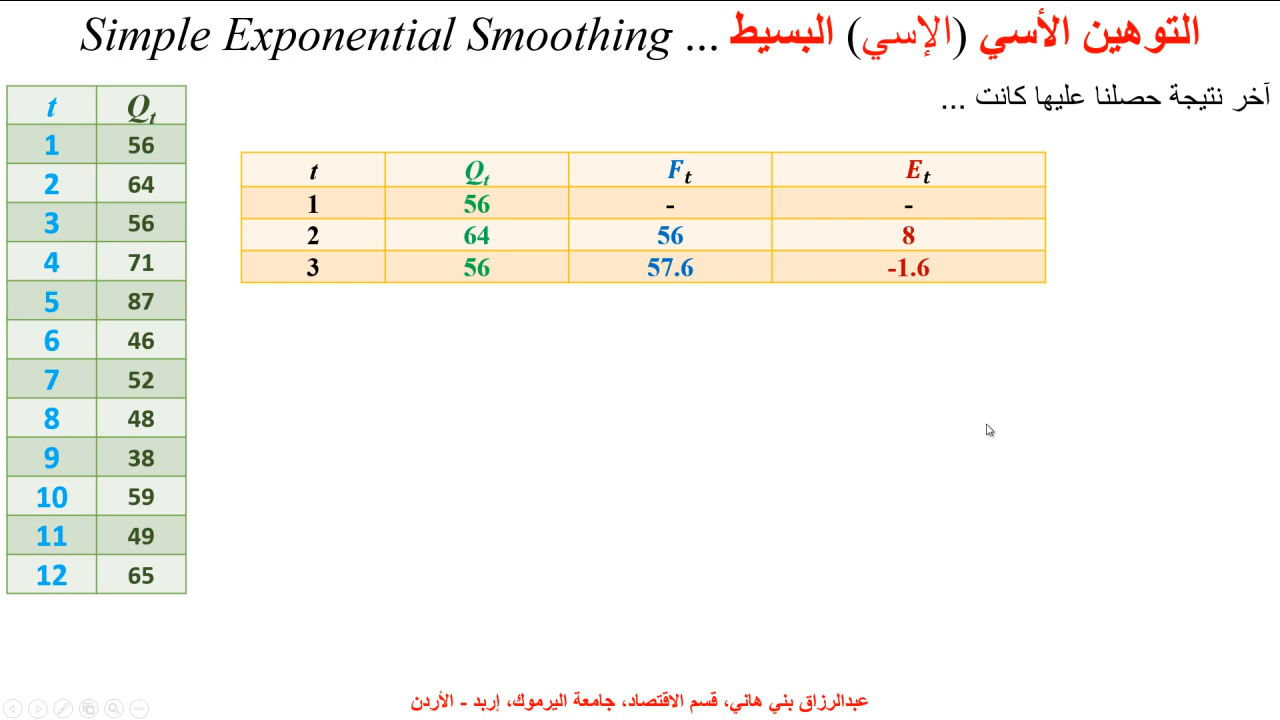 Simple Exponential Smoothing ... التوهين الأسي (الإسي) البسيط
آخر نتيجة حصلنا عليها كانت ...
t Qt
1 56
2 64
3 56
4 71
5 87
6 46
7 52
8 48
9 38
10 59
11 49
12 65
t Qt Ft Et
1 56 - -
2 64 56 8
3 56 57.6 -1.6
عبدالرزاق بني هاني، قسم الاقتصاد، جامعة اليرموك، إربد - الأردن